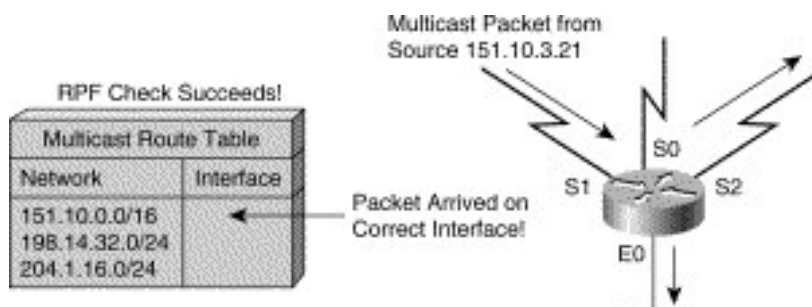 Multicast Packet from
Source 151.10.3.21
RPF Check Succeeds!
Multicast Route Table
Network Interface
151.10.0.0/16
198.14.32.0/24
204.1.16.0/24
Packet Arrived on
Correct Interface!
S0
S1
S2
E0